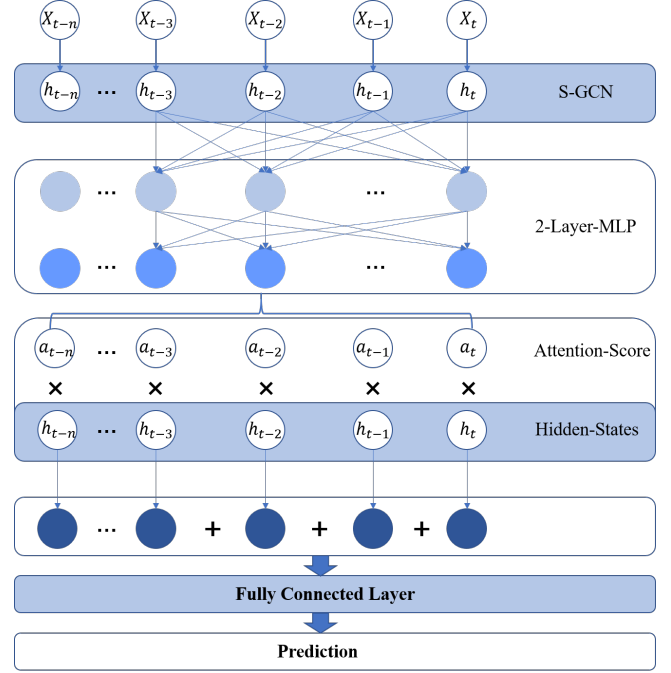 X_{t-n} X_{t-3} X_{t-2} X_{t-1} X_t
h_{t-n} ... h_{t-3} h_{t-2} h_{t-1} h_t S-GCN
... ...
2-Layer-MLP
... ...
a_{t-n} ... a_{t-3} a_{t-2} a_{t-1} a_t Attention-Score
× × × × ×
h_{t-n} ... h_{t-3} h_{t-2} h_{t-1} h_t Hidden-States
... + + +
Fully Connected Layer
Prediction